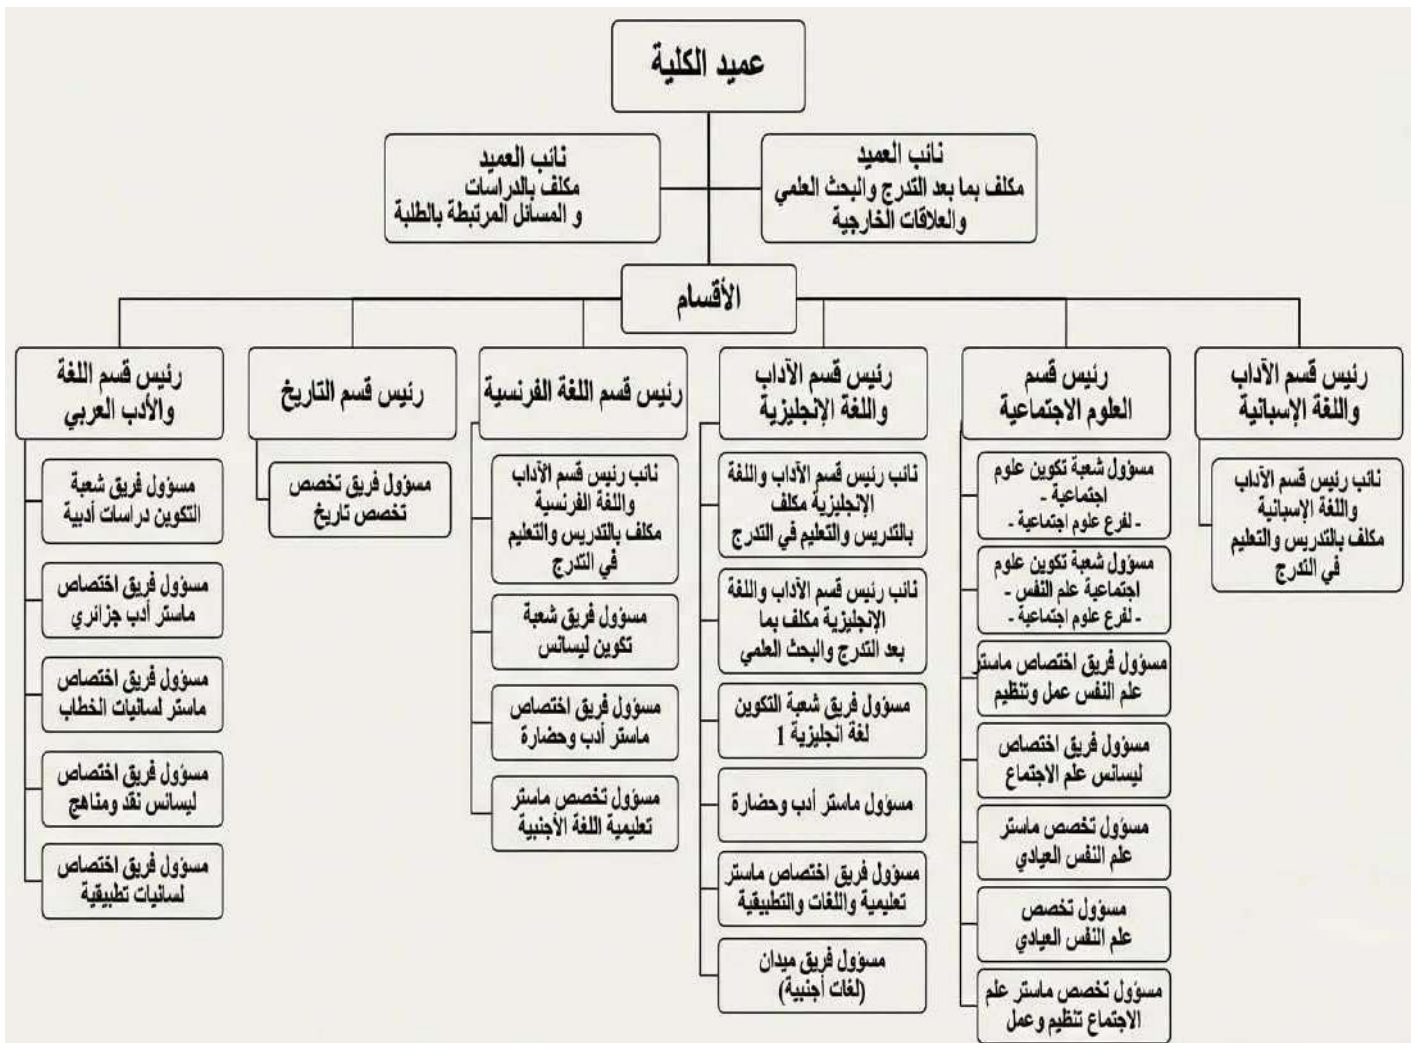 عميد الكلية
نائب العميد
مكلف بما بعد التدرج والبحث العلمي
والعلاقات الخارجية
نائب العميد
مكلف بالدراسات
و المسائل المرتبطة بالطلبة
الأقسام
رئيس قسم الآداب
واللغة الإسبانية
نائب رئيس قسم الآداب
واللغة الإسبانية
مكلف بالتدريس والتعليم
في التدرج
رئيس قسم
العلوم الاجتماعية
مسؤول شعبة تكوين علوم
اجتماعية -
- لفرع علوم اجتماعية -
مسؤول شعبة تكوين علوم
اجتماعية علم النفس -
- لفرع علوم اجتماعية -
مسؤول فريق اختصاص ماستر
علم النفس عمل وتنظيم
مسؤول فريق اختصاص
ليسانس علم الاجتماع
مسؤول تخصص ماستر
علم النفس العيادي
مسؤول تخصص
علم النفس العيادي
مسؤول تخصص ماستر علم
الاجتماع تنظيم وعمل
رئيس قسم الآداب
واللغة الإنجليزية
نائب رئيس قسم الآداب واللغة
الإنجليزية مكلف
بالتدريس والتعليم في التدرج
نائب رئيس قسم الآداب واللغة
الإنجليزية مكلف بما
بعد التدرج والبحث العلمي
مسؤول فريق شعبة التكوين
لغة انجليزية 1
مسؤول ماستر أدب وحضارة
مسؤول فريق اختصاص ماستر
تعليمية واللغات والتطبيقية
مسؤول فريق ميدان
(لغات أجنبية)
رئيس قسم اللغة الفرنسية
نائب رئيس قسم الآداب
واللغة الفرنسية
مكلف بالتدريس والتعليم
في التدرج
مسؤول فريق شعبة
تكوين ليسانس
مسؤول فريق اختصاص
ماستر أدب وحضارة
مسؤول تخصص ماستر
تعليمية اللغة الأجنبية
رئيس قسم التاريخ
مسؤول فريق تخصص
تخصص تاريخ
رئيس قسم اللغة
والأدب العربي
مسؤول فريق شعبة
التكوين دراسات أدبية
مسؤول فريق اختصاص
ماستر أدب جزائري
مسؤول فريق اختصاص
ماستر لسانيات الخطاب
مسؤول فريق اختصاص
ليسانس نقد ومناهج
مسؤول فريق اختصاص
لسانيات تطبيقية